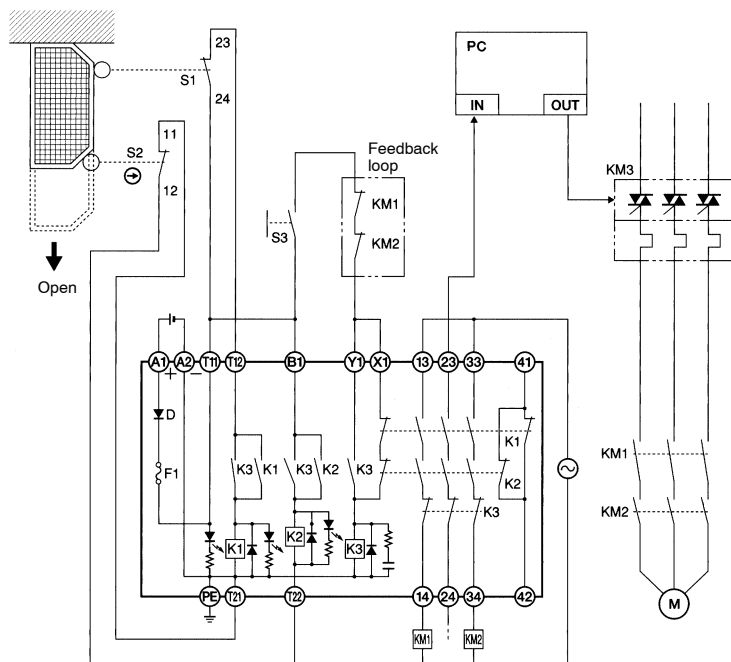 PC
IN
OUT
23
S1
24
11
S2
12
Open
Feedback
loop
KM1
KM2
S3
KM3
A1
A2
T11
T12
B1
Y1
X1
13
23
33
41
+
−
D
F1
K3
K1
K3
K2
K3
K1
K2
K3
K1
K2
K3
KM1
KM2
PE
T21
T22
14
24
34
42
M
KM1
KM2